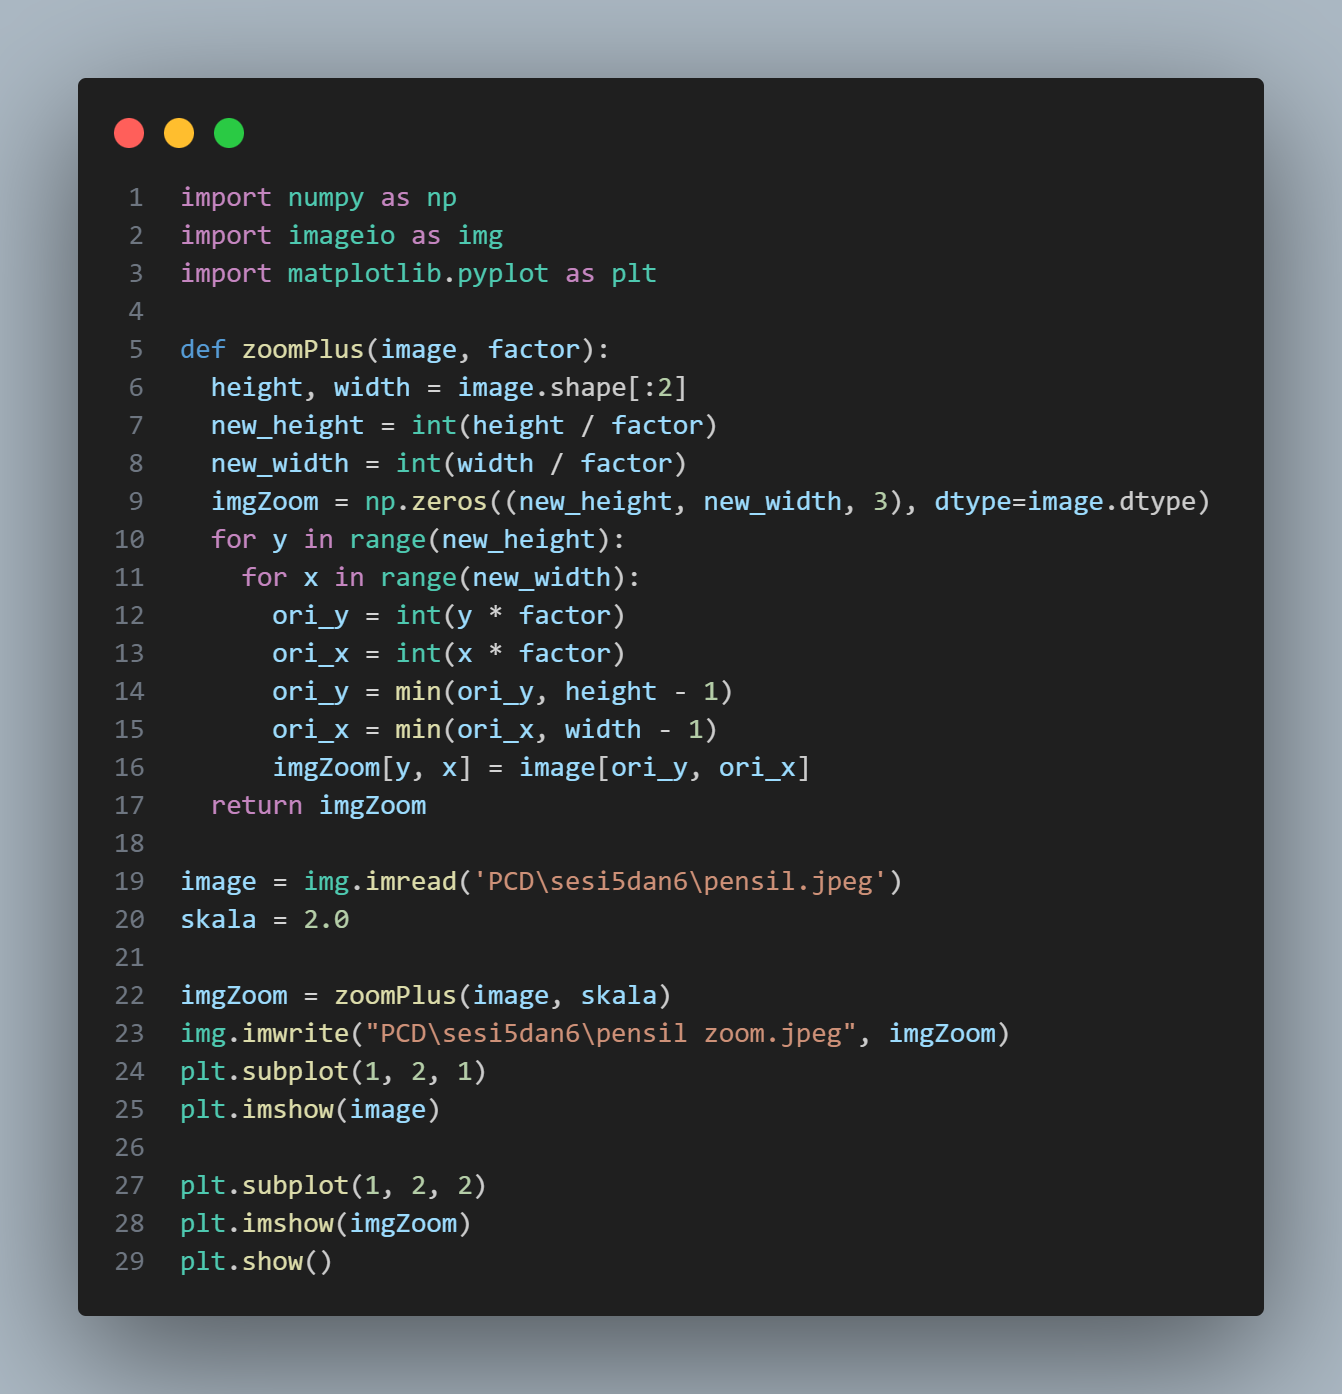 1 import numpy as np
2 import imageio as img
3 import matplotlib.pyplot as plt
4
5 def zoomPlus(image, factor):
6   height, width = image.shape[:2]
7   new_height = int(height / factor)
8   new_width = int(width / factor)
9   imgZoom = np.zeros((new_height, new_width, 3), dtype=image.dtype)
10   for y in range(new_height):
11     for x in range(new_width):
12       ori_y = int(y * factor)
13       ori_x = int(x * factor)
14       ori_y = min(ori_y, height - 1)
15       ori_x = min(ori_x, width - 1)
16       imgZoom[y, x] = image[ori_y, ori_x]
17   return imgZoom
18
19 image = img.imread('PCD\sesi5dan6\pensil.jpeg')
20 skala = 2.0
21
22 imgZoom = zoomPlus(image, skala)
23 img.imwrite("PCD\sesi5dan6\pensil zoom.jpeg", imgZoom)
24 plt.subplot(1, 2, 1)
25 plt.imshow(image)
26
27 plt.subplot(1, 2, 2)
28 plt.imshow(imgZoom)
29 plt.show()